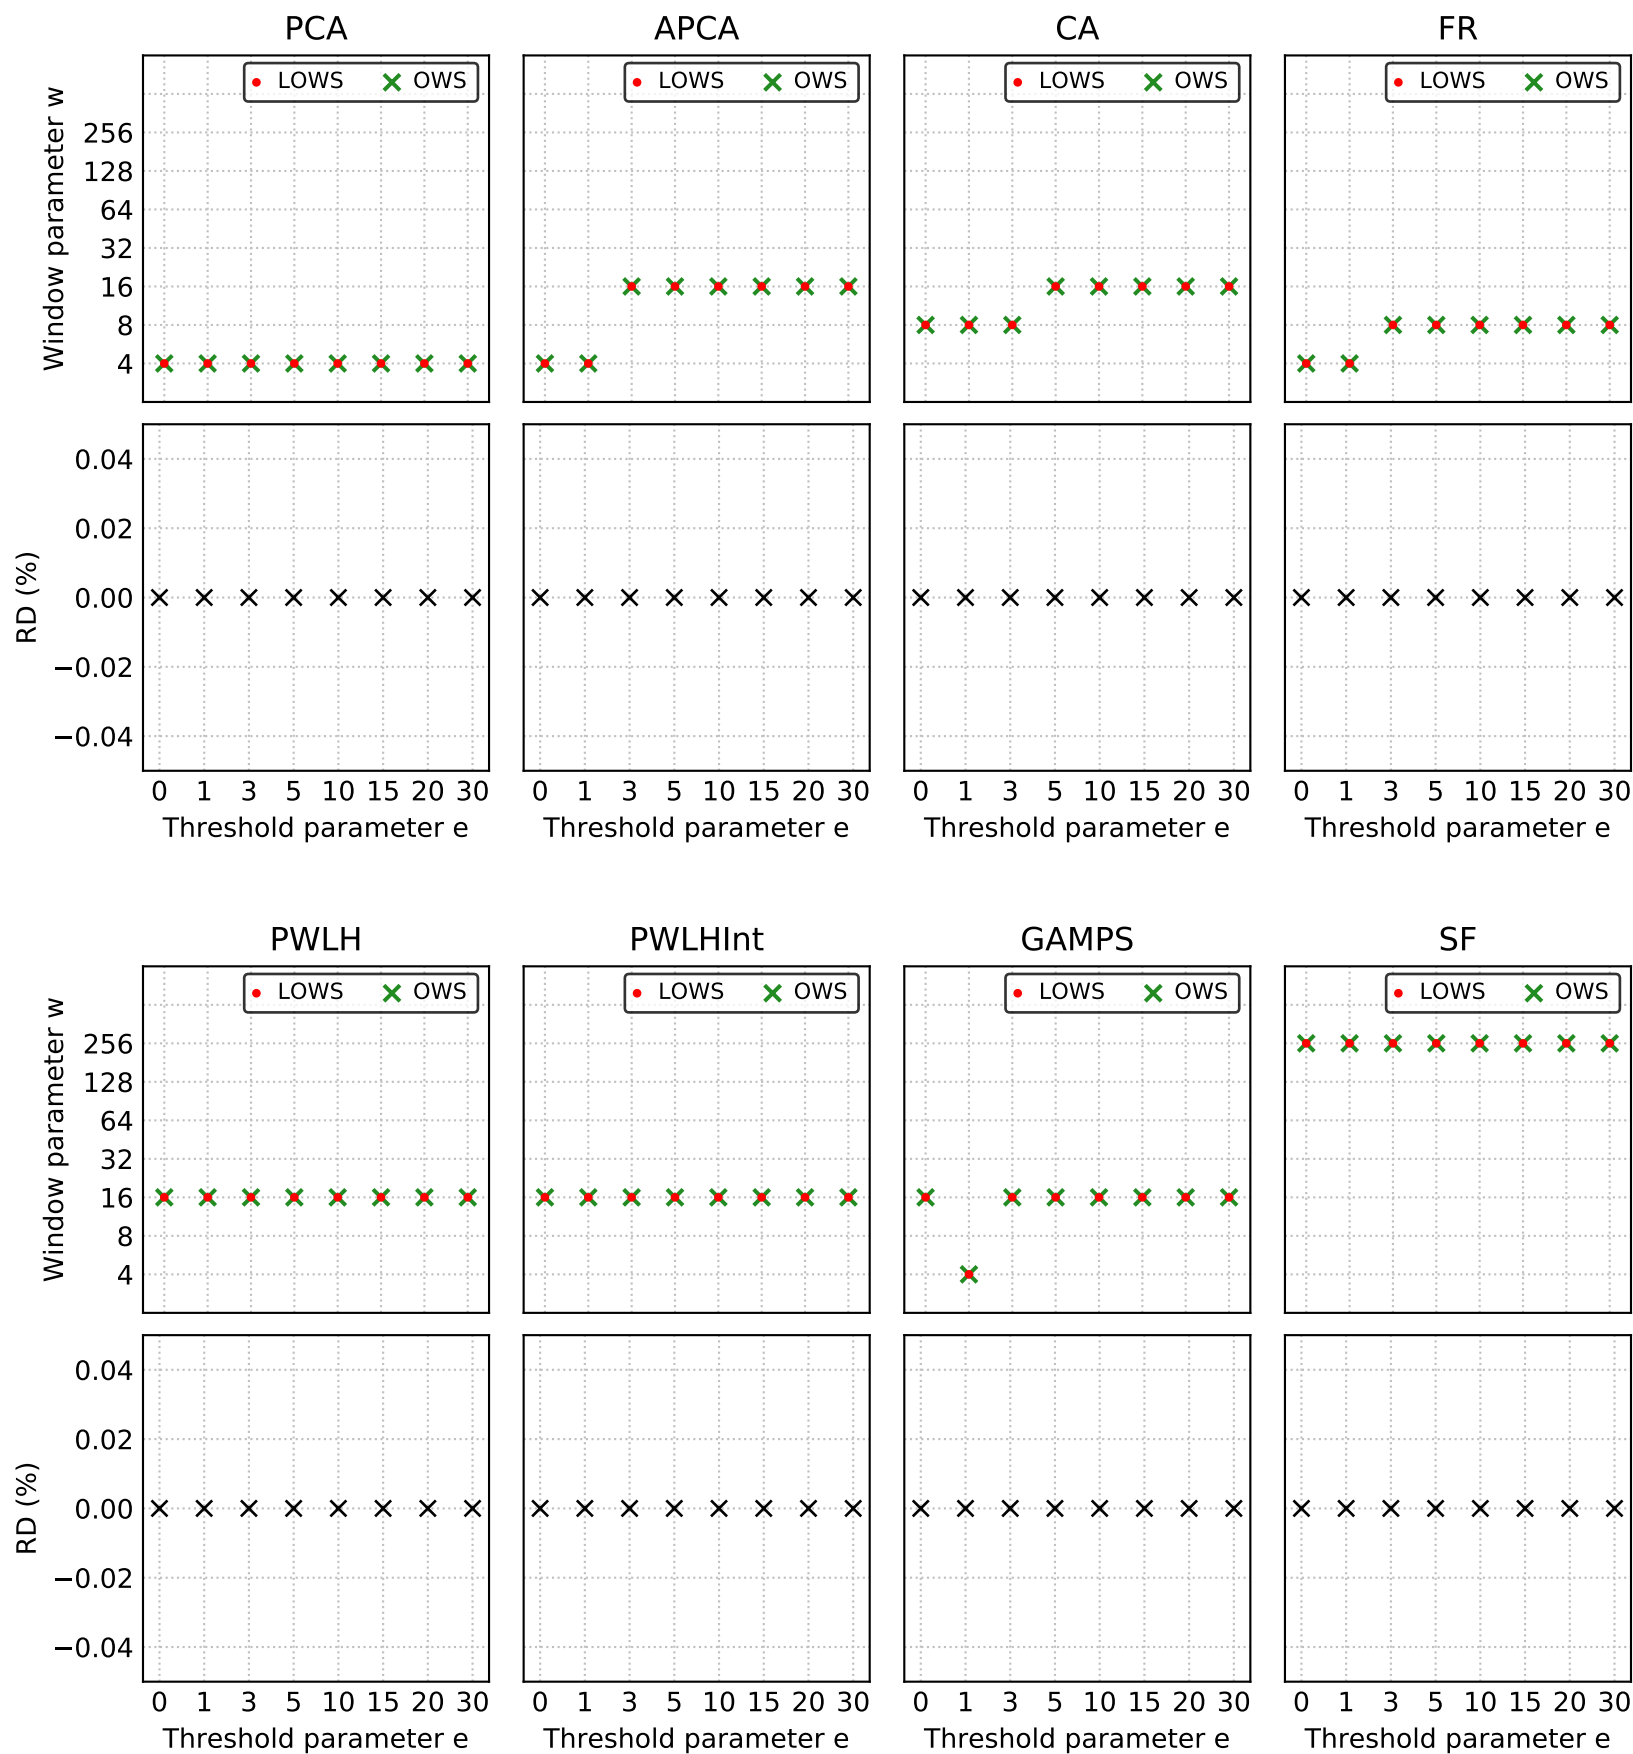 PCA APCA CA FR
LOWS OWS LOWS OWS LOWS OWS LOWS OWS
Window parameter w
256
128
64
32
16
8
4
RD (%)
0.04
0.02
0.00
−0.02
−0.04
0 1 3 5 10 15 20 30 0 1 3 5 10 15 20 30 0 1 3 5 10 15 20 30 0 1 3 5 10 15 20 30
Threshold parameter e Threshold parameter e Threshold parameter e Threshold parameter e
PWLH PWLHInt GAMPS SF
LOWS OWS LOWS OWS LOWS OWS LOWS OWS
Window parameter w
256
128
64
32
16
8
4
RD (%)
0.04
0.02
0.00
−0.02
−0.04
0 1 3 5 10 15 20 30 0 1 3 5 10 15 20 30 0 1 3 5 10 15 20 30 0 1 3 5 10 15 20 30
Threshold parameter e Threshold parameter e Threshold parameter e Threshold parameter e